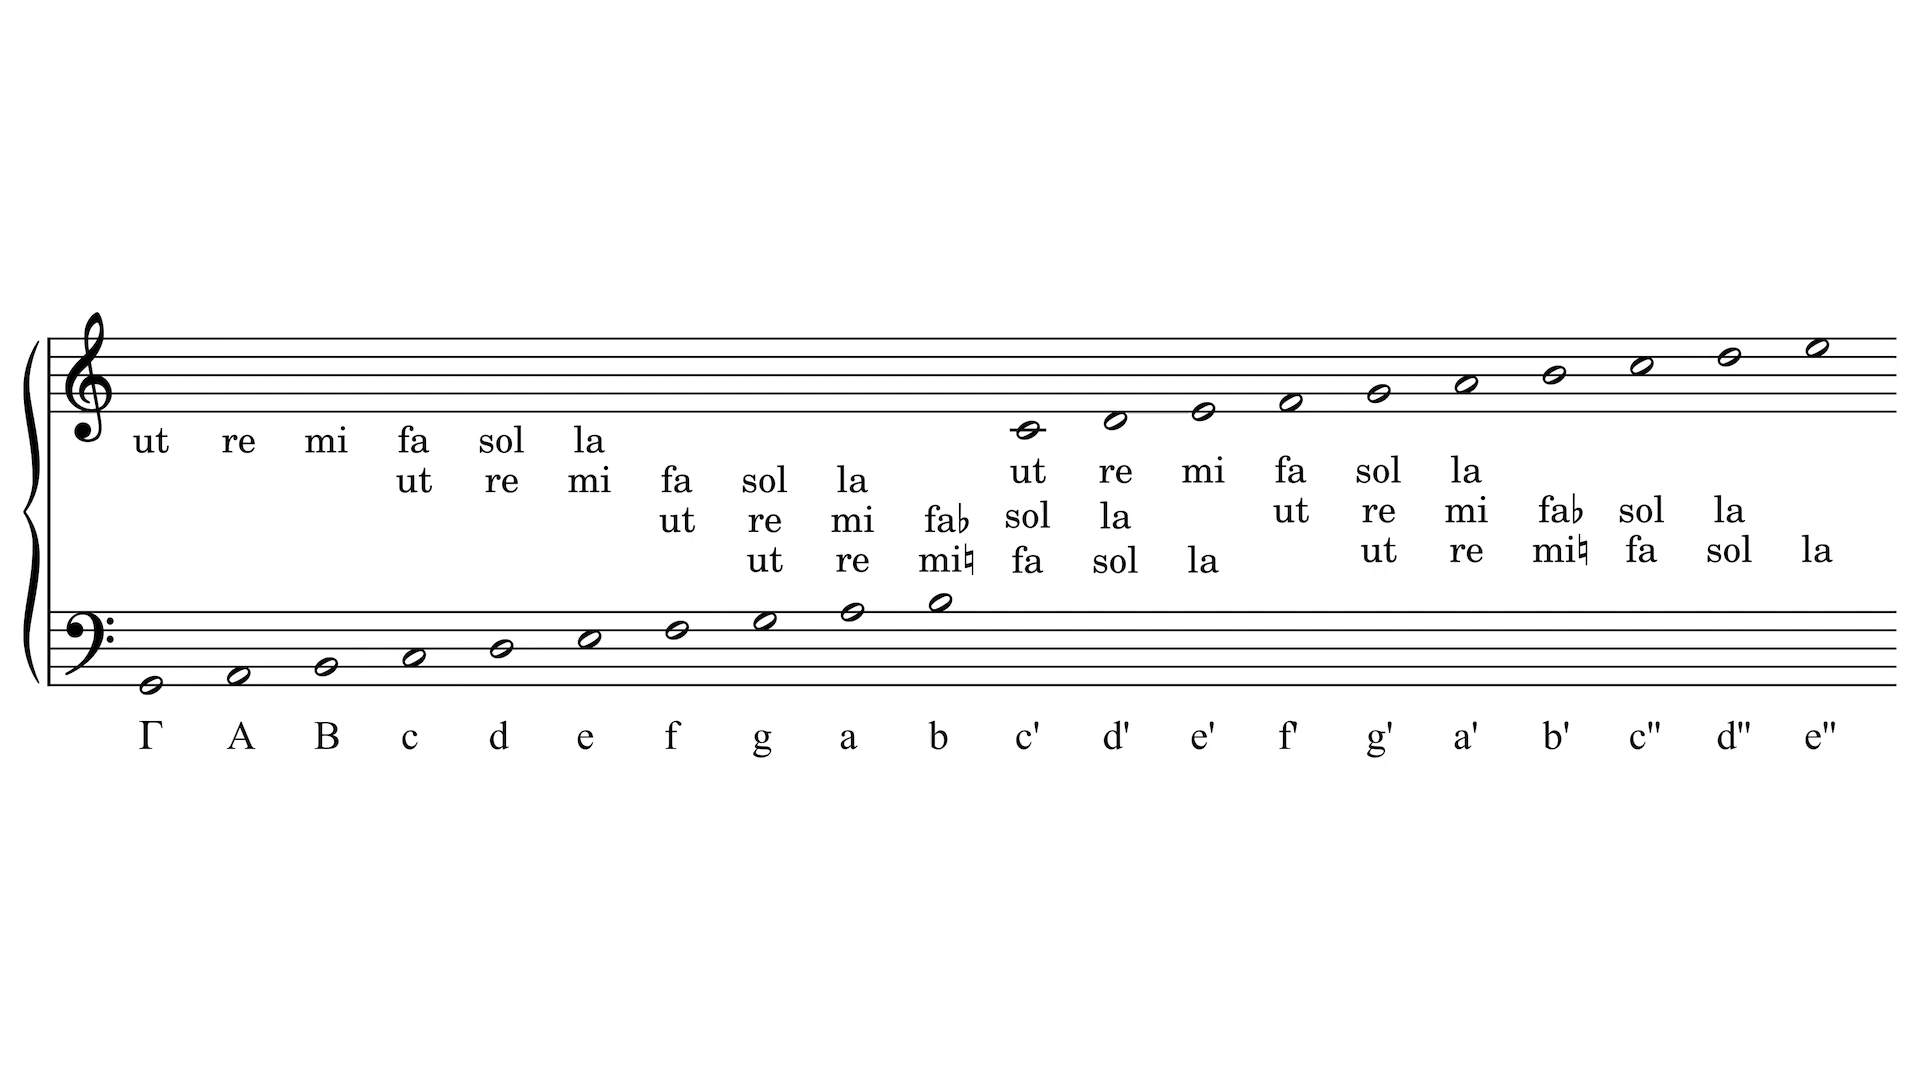 ut re mi fa sol la
ut re mi fa sol la ut re mi fa sol la
ut re mi fa♭ sol la ut re mi fa♭ sol la
ut re mi♮ fa sol la ut re mi♮ fa sol la
Γ A B c d e f g a b c' d' e' f' g' a' b' c" d" e"